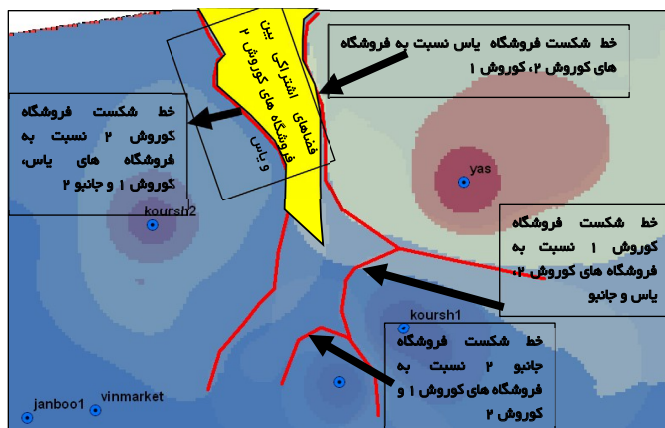 خط شکست فروشگاه یاس نسبت به فروشگاه
های کوروش ۲، کوروش ۱
فضاهای اشتراکی بین
فروشگاه های کوروش ۲
و یاس
خط شکست فروشگاه
کوروش ۲ نسبت به
فروشگاه های یاس،
کوروش ۱ و جانبو ۲
yas
koursh2
خط شکست فروشگاه
کوروش ۱ نسبت به
فروشگاه های کوروش ۲،
یاس و جانبو
koursh1
خط شکست فروشگاه
جانبو ۲ نسبت به
فروشگاه های کوروش ۱ و
کوروش ۲
janboo1
vinmarket